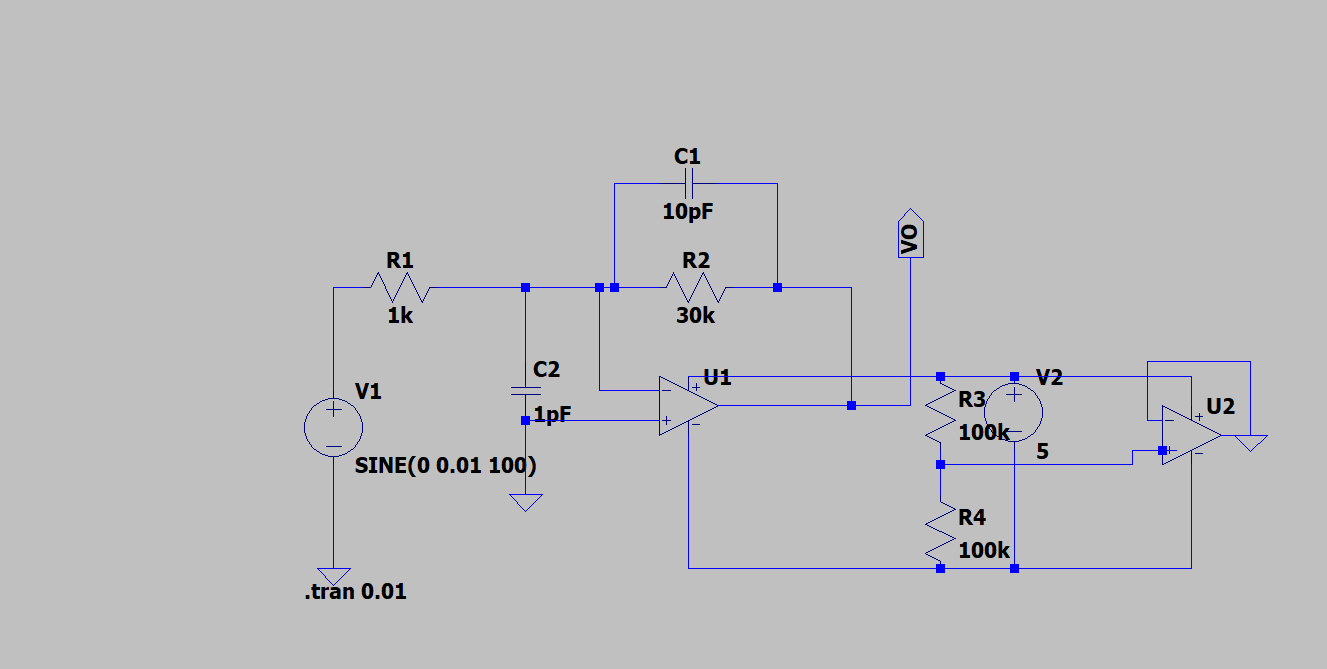 C1
10pF
VO
R1
1k
R2
30k
C2
1pF
U1
V1
SINE(0 0.01 100)
V2
5
R3
100k
U2
R4
100k
.tran 0.01